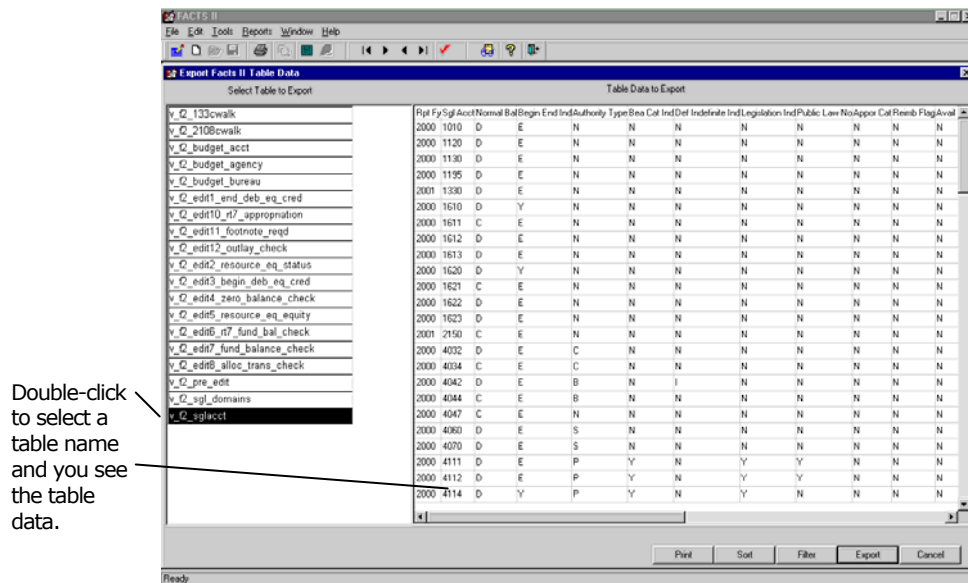 FACTS II
File Edit Tools Reports Window Help
Export Facts II Table Data
Select Table to Export
Table Data to Export
v_f2_133cwalk
v_f2_2108cwalk
v_f2_budget_acct
v_f2_budget_agency
v_f2_budget_bureau
v_f2_edit1_end_deb_eq_cred
v_f2_edit10_rt7_appropriation
v_f2_edit11_footnote_reqd
v_f2_edit12_outlay_check
v_f2_edit2_resource_eq_status
v_f2_edit3_begin_deb_eq_cred
v_f2_edit4_zero_balance_check
v_f2_edit5_resource_eq_equity
v_f2_edit6_rt7_fund_bal_check
v_f2_edit7_fund_balance_check
v_f2_edit8_alloc_trans_check
v_f2_pre_edit
v_f2_sgl_domains
v_f2_sglacct
Rpt Fy Sgl Acct Normal Bal Begin End Ind Authority Type Bea Cat Ind Def Indefinite Ind Legislation Ind Public Law No Appor Cat Reimb Flag Avail
2000 1010 D E N N N N N N N N
2000 1120 D E N N N N N N N N
2000 1130 D E N N N N N N N N
2000 1195 D E N N N N N N N N
2001 1330 D E N N N N N N N N
2000 1610 D Y N N N N N N N N
2000 1611 C E N N N N N N N N
2000 1612 D E N N N N N N N N
2000 1613 D E N N N N N N N N
2000 1620 D Y N N N N N N N N
2000 1621 C E N N N N N N N N
2000 1622 D E N N N N N N N N
2000 1623 D E N N N N N N N N
2001 2150 C E N N N N N N N N
2000 4032 D E C N N N N N N N
2000 4034 C E C N N N N N N N
2000 4042 D E B N I N N N N N
2000 4044 C E B N N N N N N N
2000 4047 C E N N N N N N N N
2000 4060 D E S N N N N N N N
2000 4070 D E S N N N N N N N
2000 4111 D E P Y N Y Y N N N
2000 4112 D E P Y N Y Y N N N
2000 4114 D Y P Y N Y N N N N
Print Sort Filter Export Cancel
Ready
Double-click
to select a
table name
and you see
the table
data.